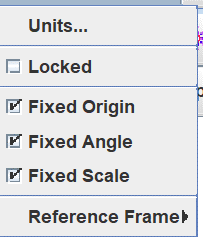 Units...
Locked
Fixed Origin
Fixed Angle
Fixed Scale
Reference Frame